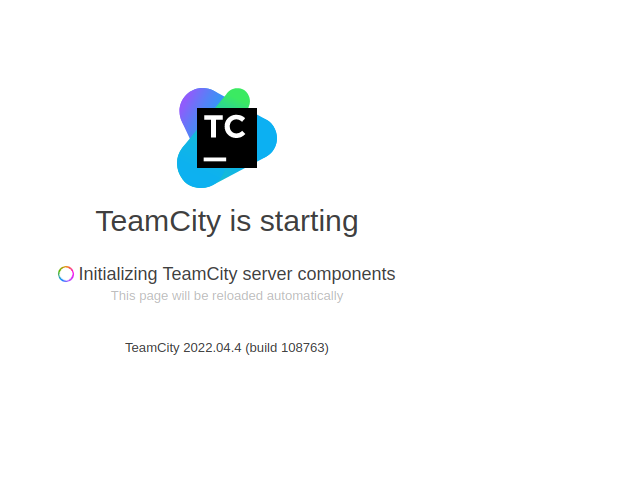 TC
TeamCity is starting
Initializing TeamCity server components
This page will be reloaded automatically
TeamCity 2022.04.4 (build 108763)